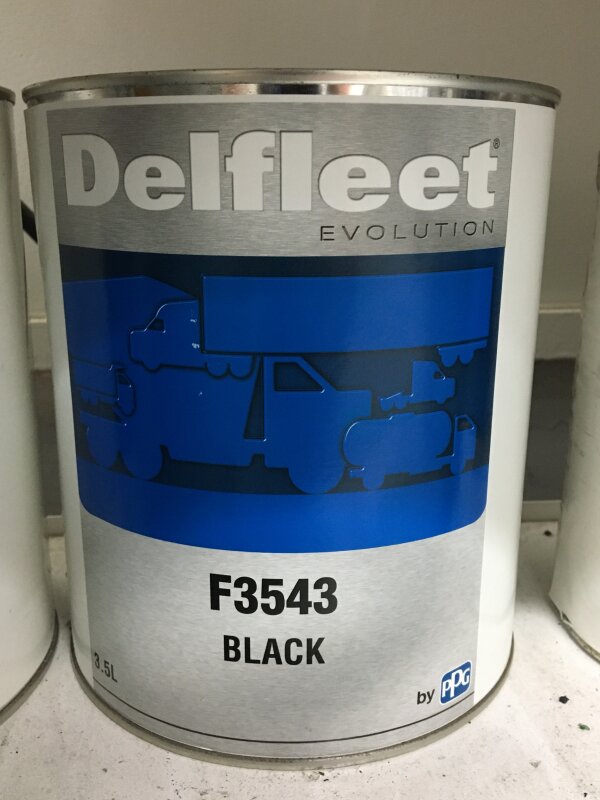 Delfleet®
EVOLUTION
F3543
BLACK
3.5L
by PPG